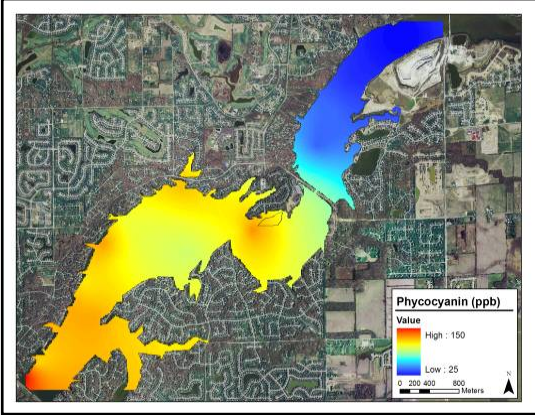 Phycocyanin (ppb)
Value
High : 150
Low : 25
N
0 200 400 800
Meters